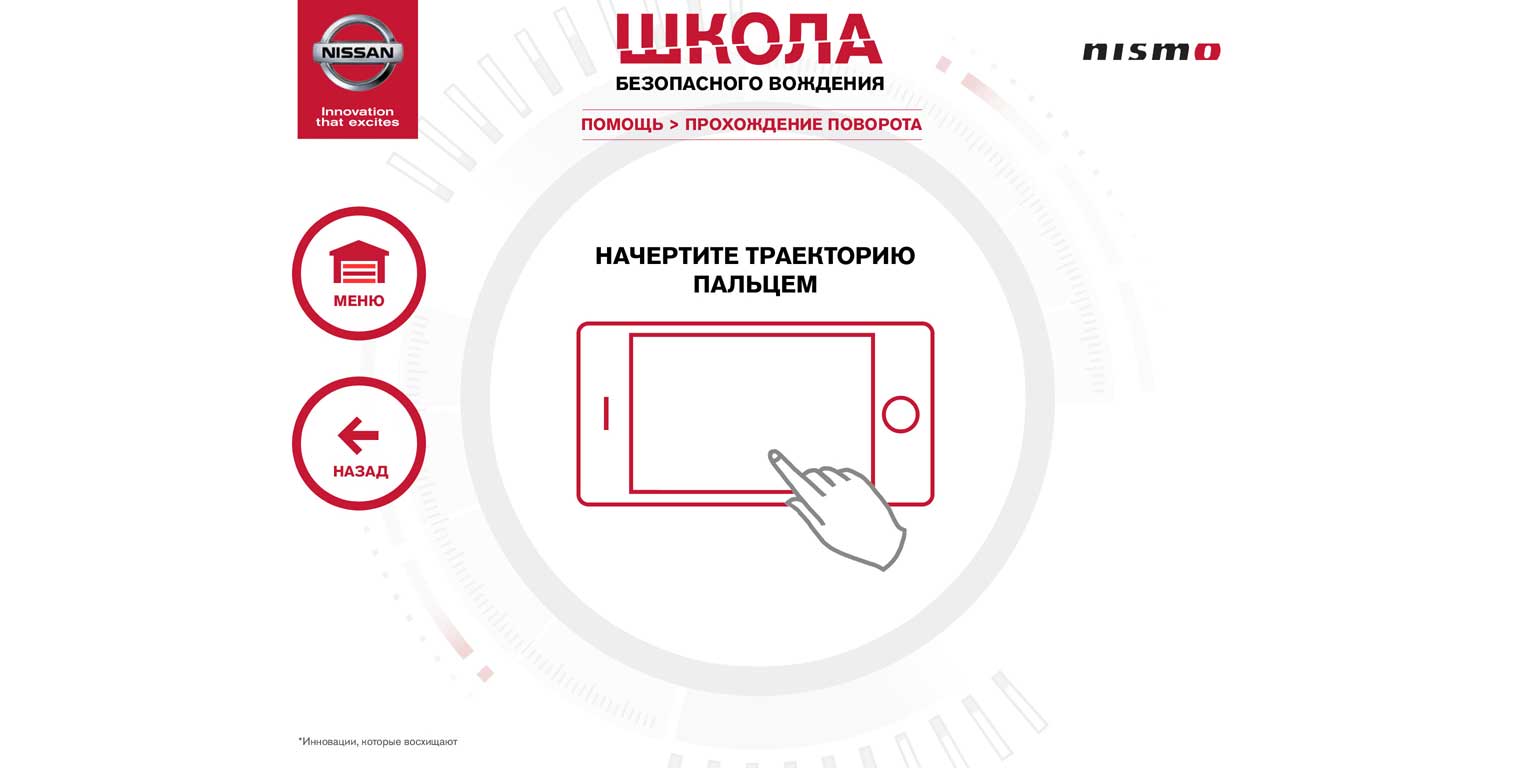 NISSAN
Innovation
that excites
ШКОЛА
БЕЗОПАСНОГО ВОЖДЕНИЯ
nismo
ПОМОЩЬ > ПРОХОЖДЕНИЕ ПОВОРОТА
МЕНЮ
НАЗАД
НАЧЕРТИТЕ ТРАЕКТОРИЮ
ПАЛЬЦЕМ
*Инновации, которые восхищают